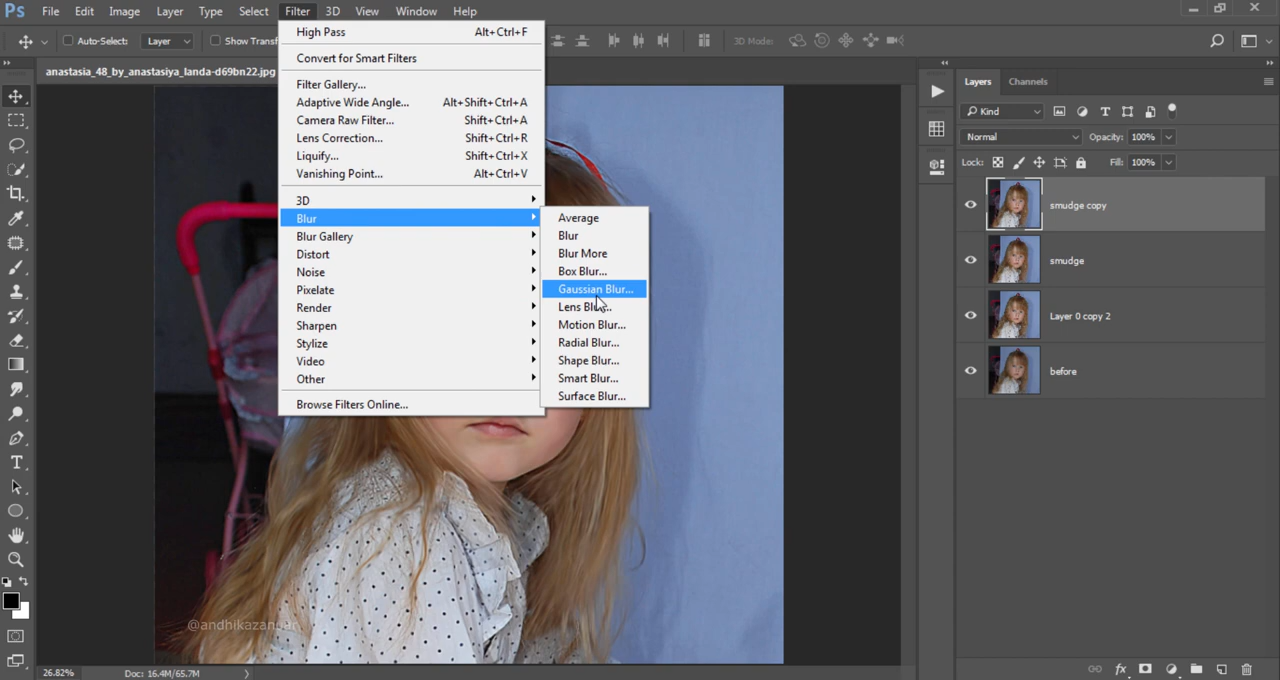 Ps File Edit Image Layer Type Select Filter 3D View Window Help
Auto-Select: Layer Show Transf
3D Mode:
anastasia_48_by_anastasiya_landa-d69bn22.jpg
High Pass Alt+Ctrl+F
Convert for Smart Filters
Filter Gallery...
Adaptive Wide Angle... Alt+Shift+Ctrl+A
Camera Raw Filter... Shift+Ctrl+A
Lens Correction... Shift+Ctrl+R
Liquify... Shift+Ctrl+X
Vanishing Point... Alt+Ctrl+V
3D
Blur
Blur Gallery
Distort
Noise
Pixelate
Render
Sharpen
Stylize
Video
Other
Browse Filters Online...
Average
Blur
Blur More
Box Blur...
Gaussian Blur...
Lens Blur...
Motion Blur...
Radial Blur...
Shape Blur...
Smart Blur...
Surface Blur...
Layers Channels
Kind
Normal Opacity: 100%
Lock: Fill: 100%
smudge copy
smudge
Layer 0 copy 2
before
@andhikazanuar
26.82% Doc: 16.4M/65.7M